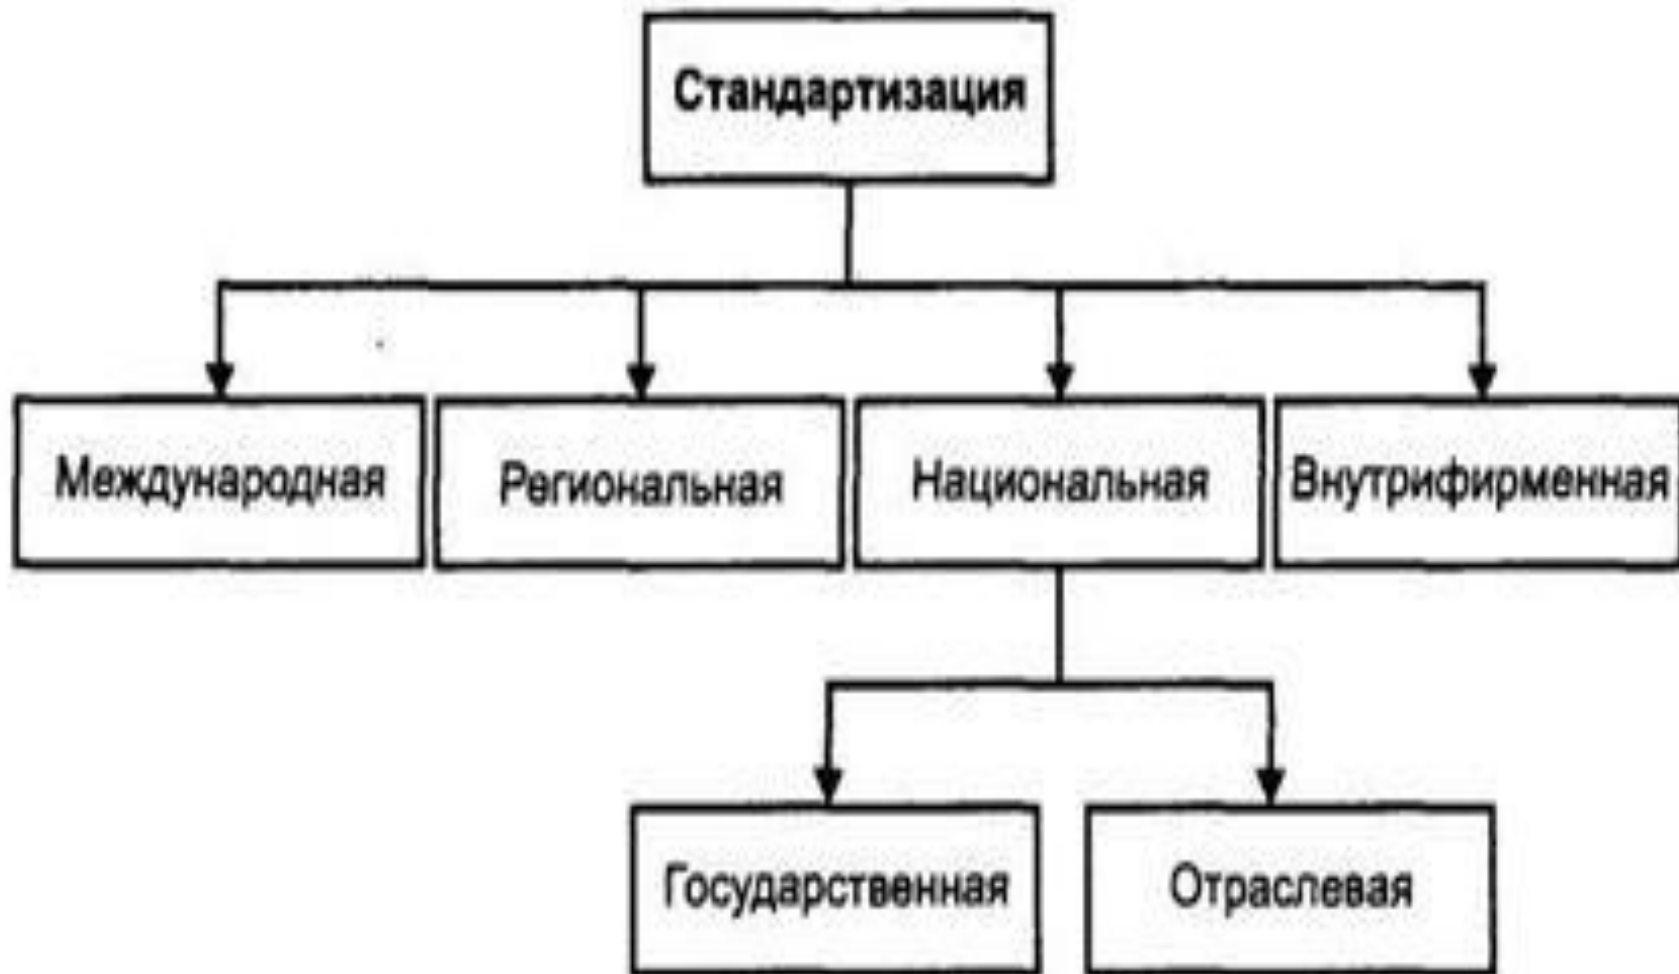 Стандартизация
Международная
Региональная
Национальная
Внутрифирменная
Государственная
Отраслевая